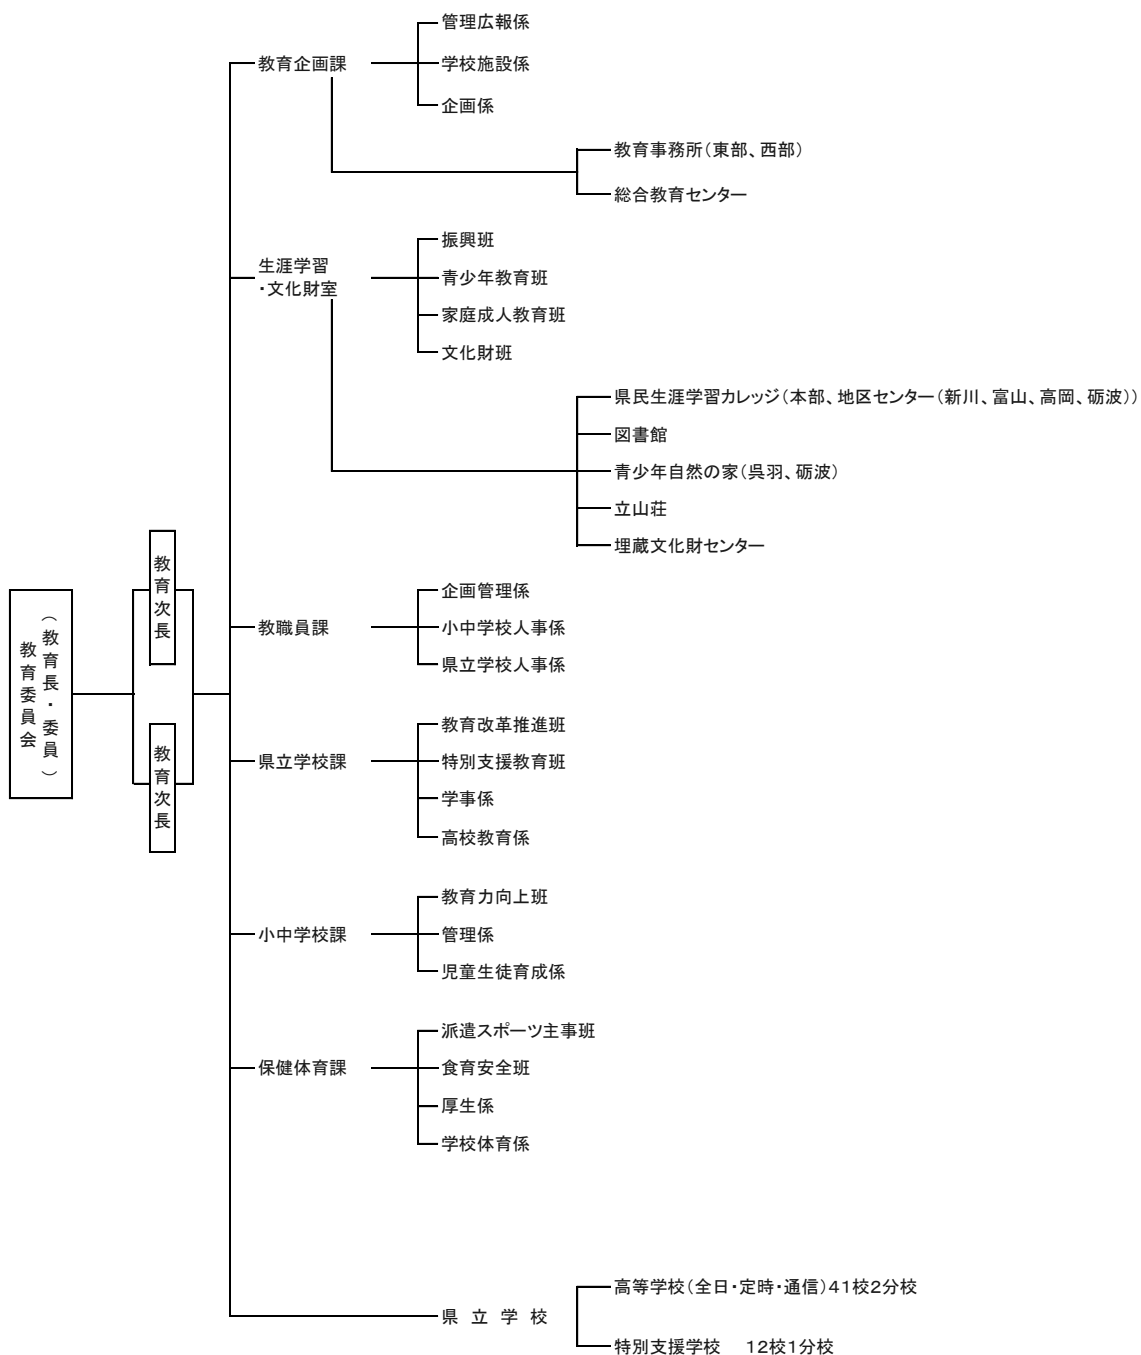 教育委員会
（教育長・委員）
教育次長
教育次長
教育企画課
管理広報係
学校施設係
企画係
教育事務所（東部、西部）
総合教育センター
生涯学習
・文化財室
振興班
青少年教育班
家庭成人教育班
文化財班
県民生涯学習カレッジ（本部、地区センター（新川、富山、高岡、砺波））
図書館
青少年自然の家（呉羽、砺波）
立山荘
埋蔵文化財センター
教職員課
企画管理係
小中学校人事係
県立学校人事係
県立学校課
教育改革推進班
特別支援教育班
学事係
高校教育係
小中学校課
教育力向上班
管理係
児童生徒育成係
保健体育課
派遣スポーツ主事班
食育安全班
厚生係
学校体育係
県 立 学 校
高等学校（全日・定時・通信）41校2分校
特別支援学校　12校1分校